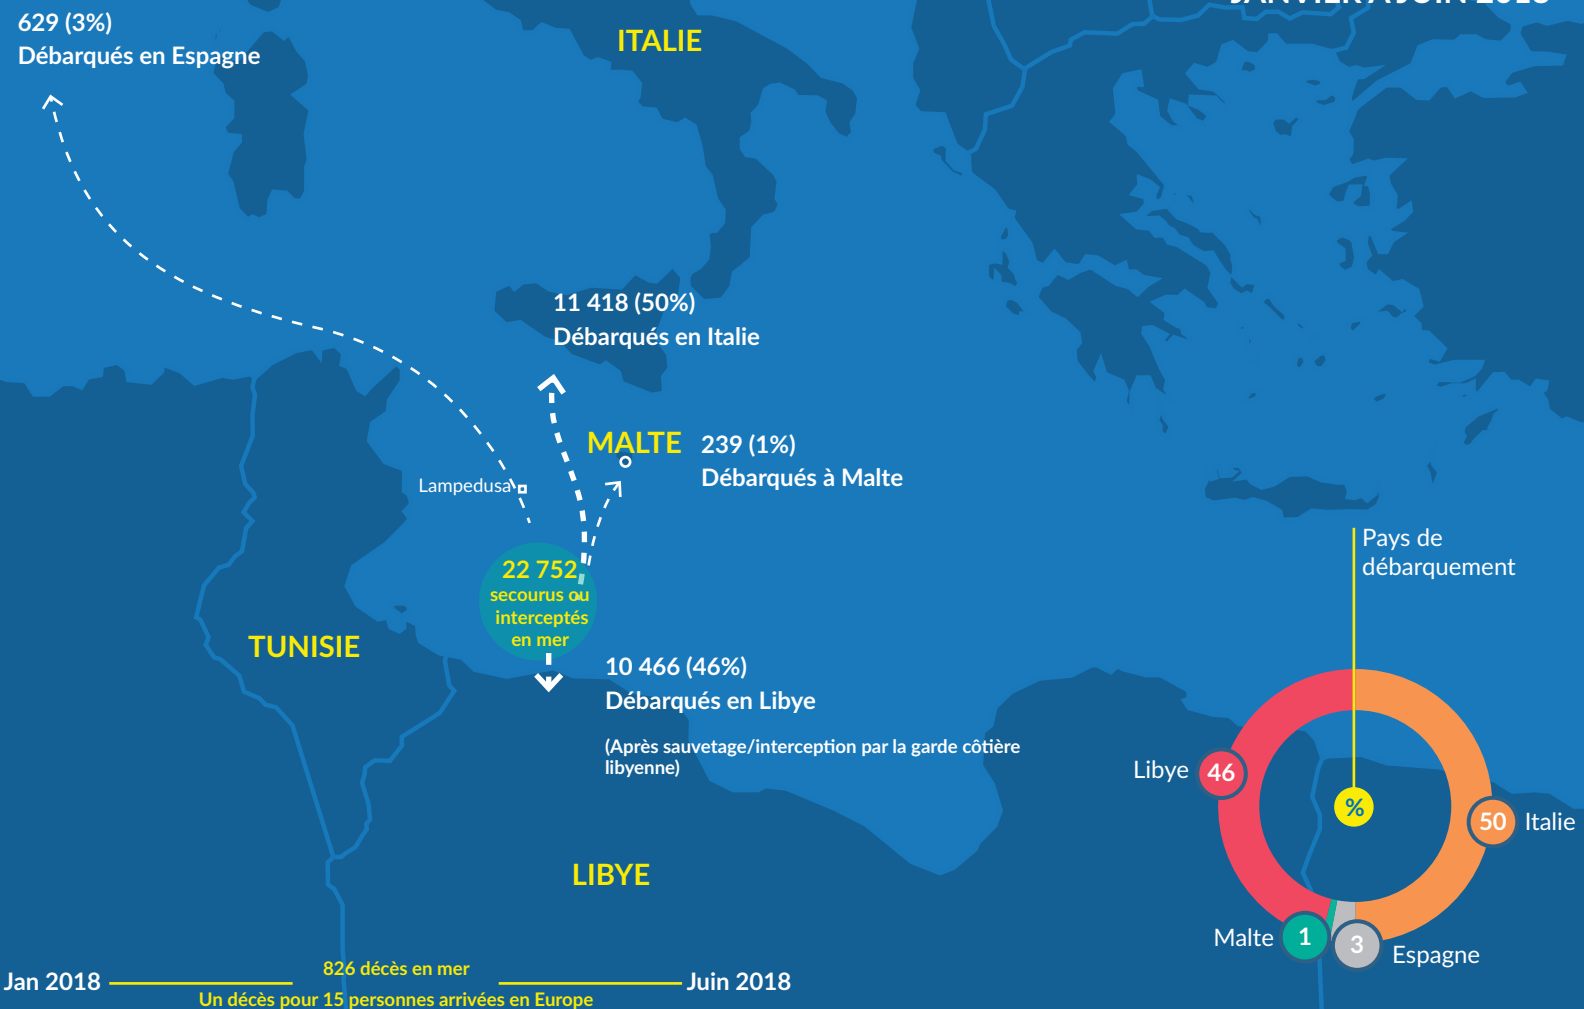 JANVIER À JUIN 2018
629 (3%)
Débarqués en Espagne
ITALIE
11 418 (50%)
Débarqués en Italie
MALTE
239 (1%)
Débarqués à Malte
Lampedusa
22 752
secourus ou
interceptés
en mer
TUNISIE
10 466 (46%)
Débarqués en Libye
(Après sauvetage/interception par la garde côtière
libyenne)
LIBYE
Pays de
débarquement
Libye 46
%
50 Italie
Malte 1
3 Espagne
Jan 2018
826 décès en mer
Un décès pour 15 personnes arrivées en Europe
Juin 2018